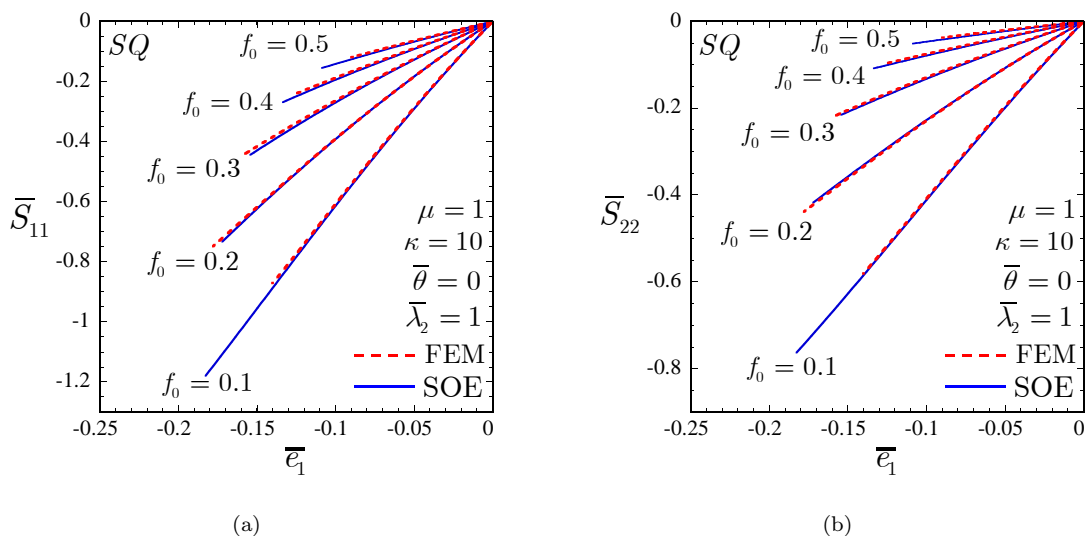 0
-0.2
-0.4
-0.6
-0.8
-1
-1.2
S̅₁₁
SQ
f₀ = 0.5
f₀ = 0.4
f₀ = 0.3
f₀ = 0.2
f₀ = 0.1
μ = 1
κ = 10
θ̅ = 0
λ̅₂ = 1
FEM
SOE
-0.25 -0.2 -0.15 -0.1 -0.05 0
e̅₁
(a)
0
-0.2
-0.4
-0.6
-0.8
S̅₂₂
SQ
f₀ = 0.5
f₀ = 0.4
f₀ = 0.3
f₀ = 0.2
f₀ = 0.1
μ = 1
κ = 10
θ̅ = 0
λ̅₂ = 1
FEM
SOE
-0.25 -0.2 -0.15 -0.1 -0.05 0
e̅₁
(b)